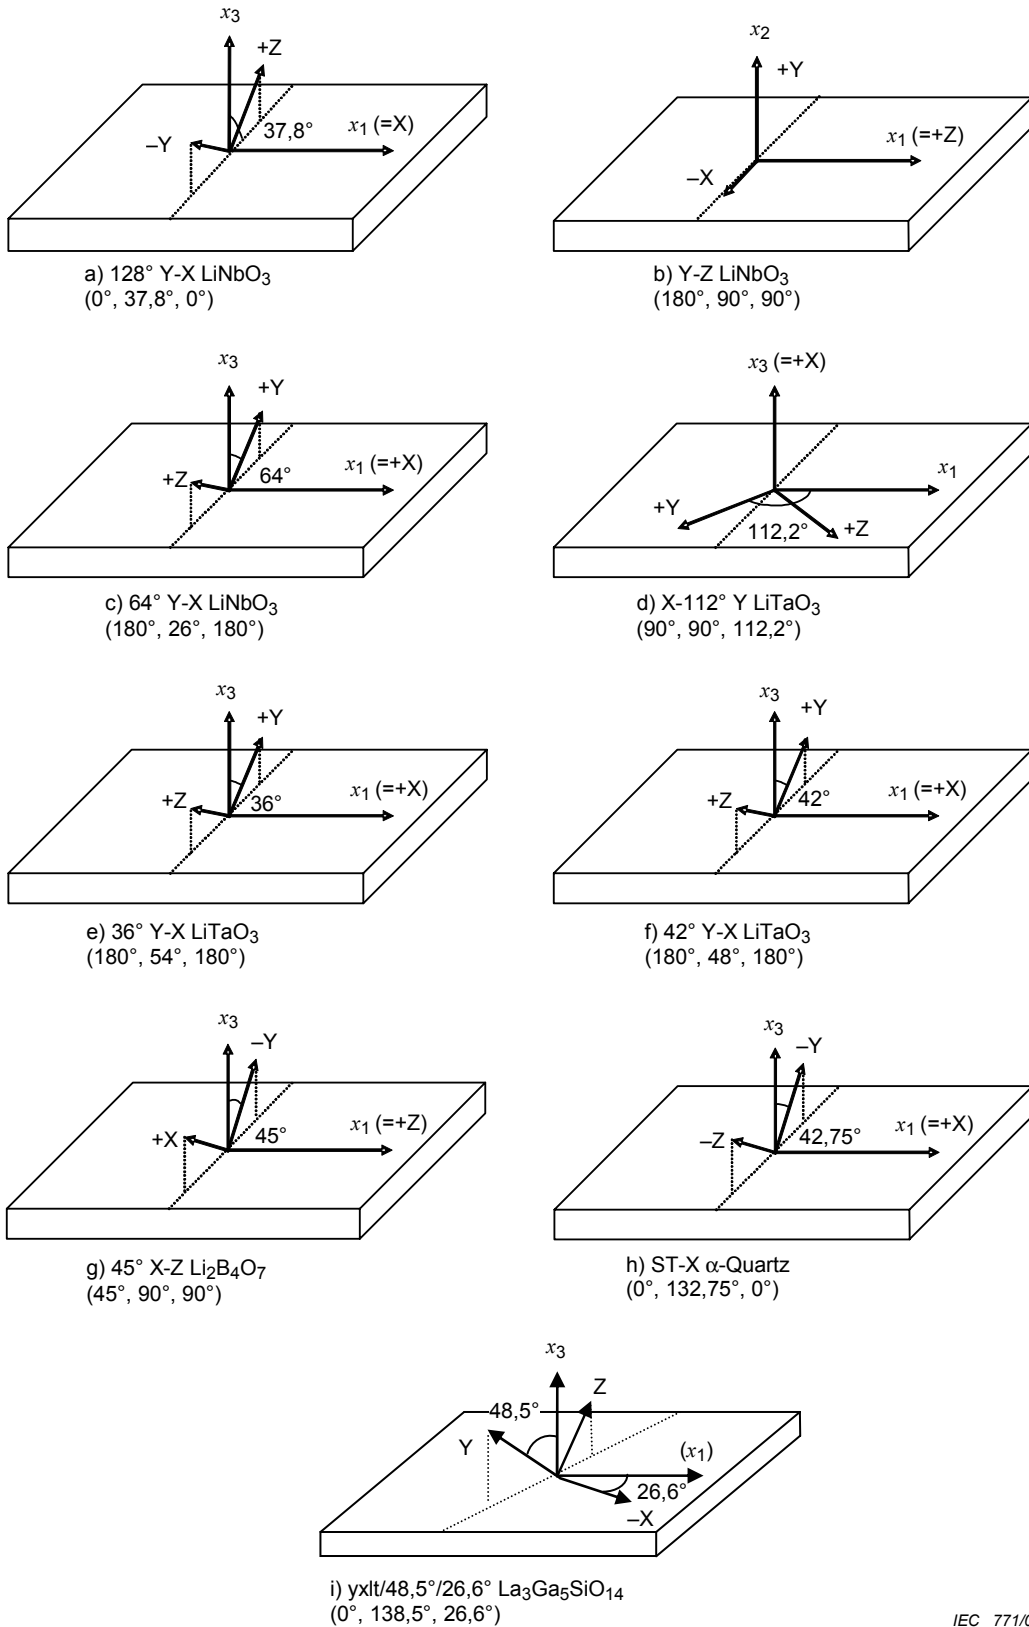 x3
+Z
37,8°
x1 (=X)
–Y
a) 128° Y-X LiNbO3
(0°, 37,8°, 0°)
x2
+Y
x1 (=+Z)
–X
b) Y-Z LiNbO3
(180°, 90°, 90°)
x3
+Y
x1 (=+X)
+Z
64°
c) 64° Y-X LiNbO3
(180°, 26°, 180°)
x3 (=+X)
x1
+Y
112,2°
+Z
d) X-112° Y LiTaO3
(90°, 90°, 112,2°)
x3
+Y
x1 (=+X)
+Z
36°
e) 36° Y-X LiTaO3
(180°, 54°, 180°)
x3
+Y
x1 (=+X)
+Z
42°
f) 42° Y-X LiTaO3
(180°, 48°, 180°)
x3
–Y
x1 (=+Z)
+X
45°
g) 45° X-Z Li2B4O7
(45°, 90°, 90°)
x3
–Y
x1 (=+X)
–Z
42,75°
h) ST-X α-Quartz
(0°, 132,75°, 0°)
x3
Z
48,5°
Y
(x1)
26,6°
–X
i) yxlt/48,5°/26,6° La3Ga5SiO14
(0°, 138,5°, 26,6°)
IEC 771/0